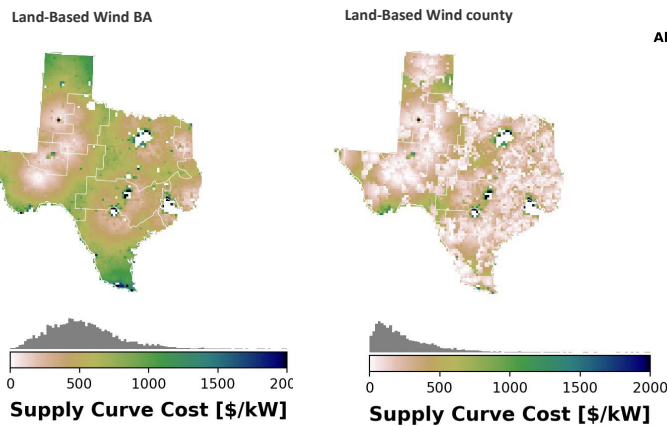 Land-Based Wind BA
Land-Based Wind county
0 500 1000 1500 200
Supply Curve Cost [$/kW]
0 500 1000 1500 2000
Supply Curve Cost [$/kW]